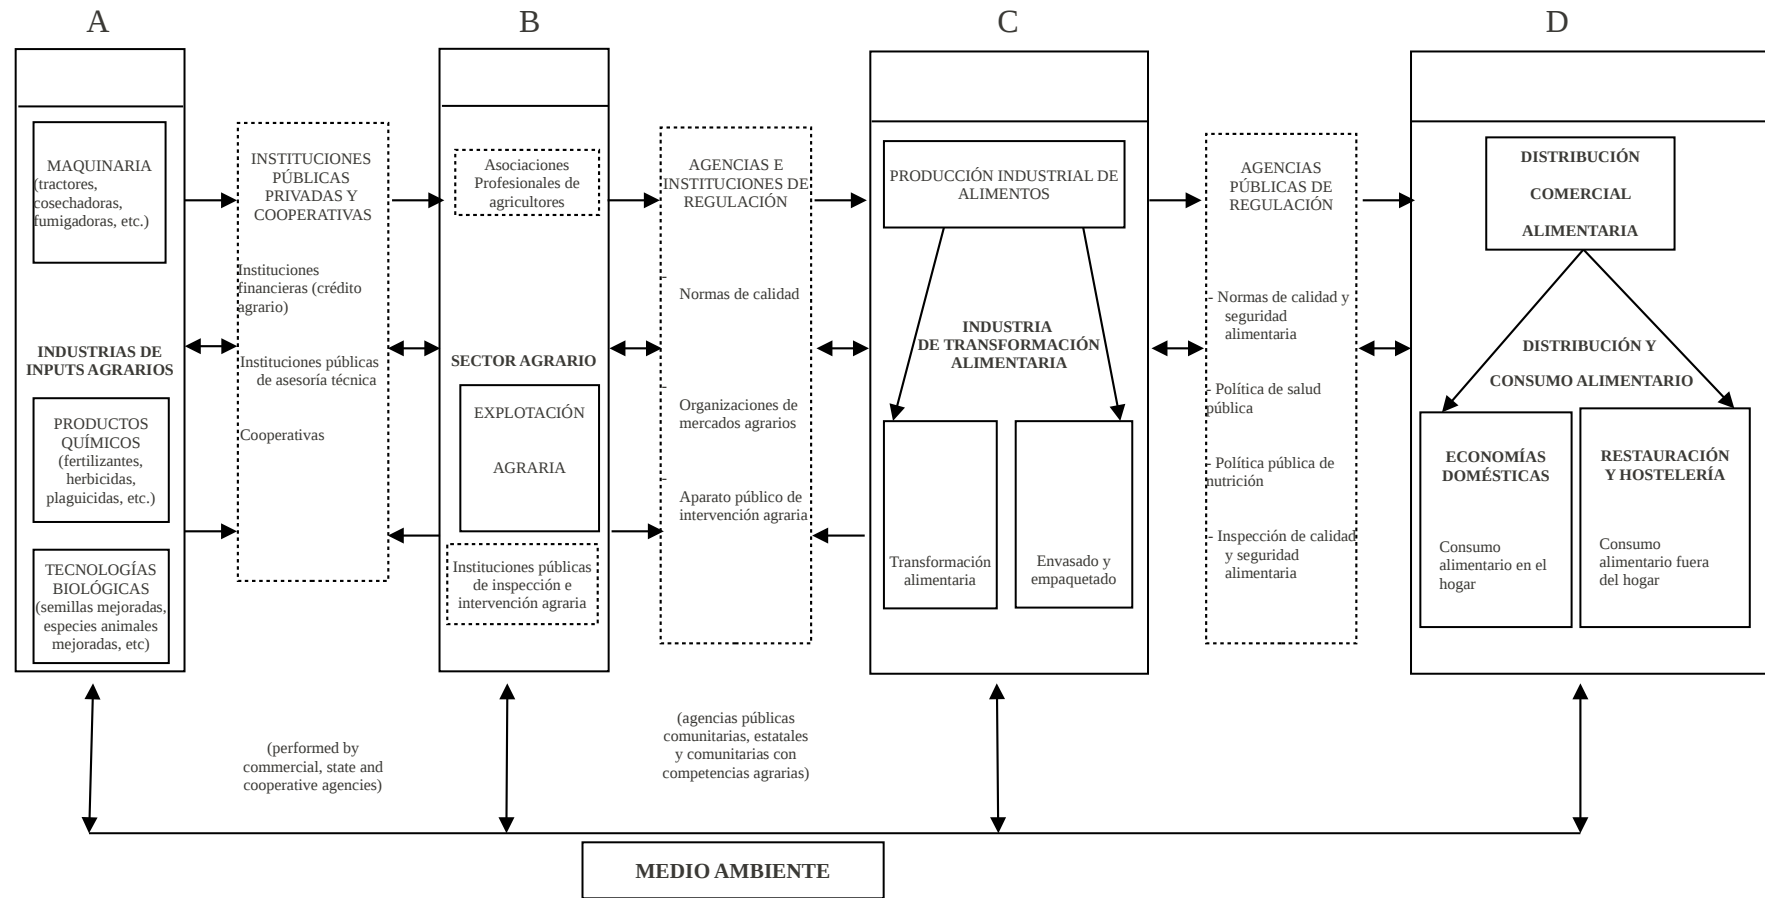 A
B
C
D
MAQUINARIA
(tractores,
cosechadoras,
fumigadoras, etc.)
INDUSTRIAS DE
INPUTS AGRARIOS
PRODUCTOS
QUÍMICOS
(fertilizantes,
herbicidas,
plaguicidas, etc.)
TECNOLOGÍAS
BIOLÓGICAS
(semillas mejoradas,
especies animales
mejoradas, etc)
INSTITUCIONES
PÚBLICAS
PRIVADAS Y
COOPERATIVAS
Instituciones
financieras (crédito
agrario)
Instituciones públicas
de asesoría técnica
Cooperativas
(performed by
commercial, state and
cooperative agencies)
Asociaciones
Profesionales de
agricultores
SECTOR AGRARIO
EXPLOTACIÓN
AGRARIA
Instituciones públicas
de inspección e
intervención agraria
AGENCIAS E
INSTITUCIONES DE
REGULACIÓN
-
Normas de calidad
-
Organizaciones de
mercados agrarios
-
Aparato público de
intervención agraria
(agencias públicas
comunitarias, estatales
y comunitarias con
competencias agrarias)
PRODUCCIÓN INDUSTRIAL DE
ALIMENTOS
INDUSTRIA
DE TRANSFORMACIÓN
ALIMENTARIA
Transformación
alimentaria
Envasado y
empaquetado
AGENCIAS
PÚBLICAS DE
REGULACIÓN
- Normas de calidad y
seguridad
alimentaria
- Política de salud
pública
- Política pública de
nutrición
- Inspección de calidad
y seguridad
alimentaria
DISTRIBUCIÓN
COMERCIAL
ALIMENTARIA
DISTRIBUCIÓN Y
CONSUMO ALIMENTARIO
ECONOMÍAS
DOMÉSTICAS
Consumo
alimentario en el
hogar
RESTAURACIÓN
Y HOSTELERÍA
Consumo
alimentario fuera
del hogar
MEDIO AMBIENTE